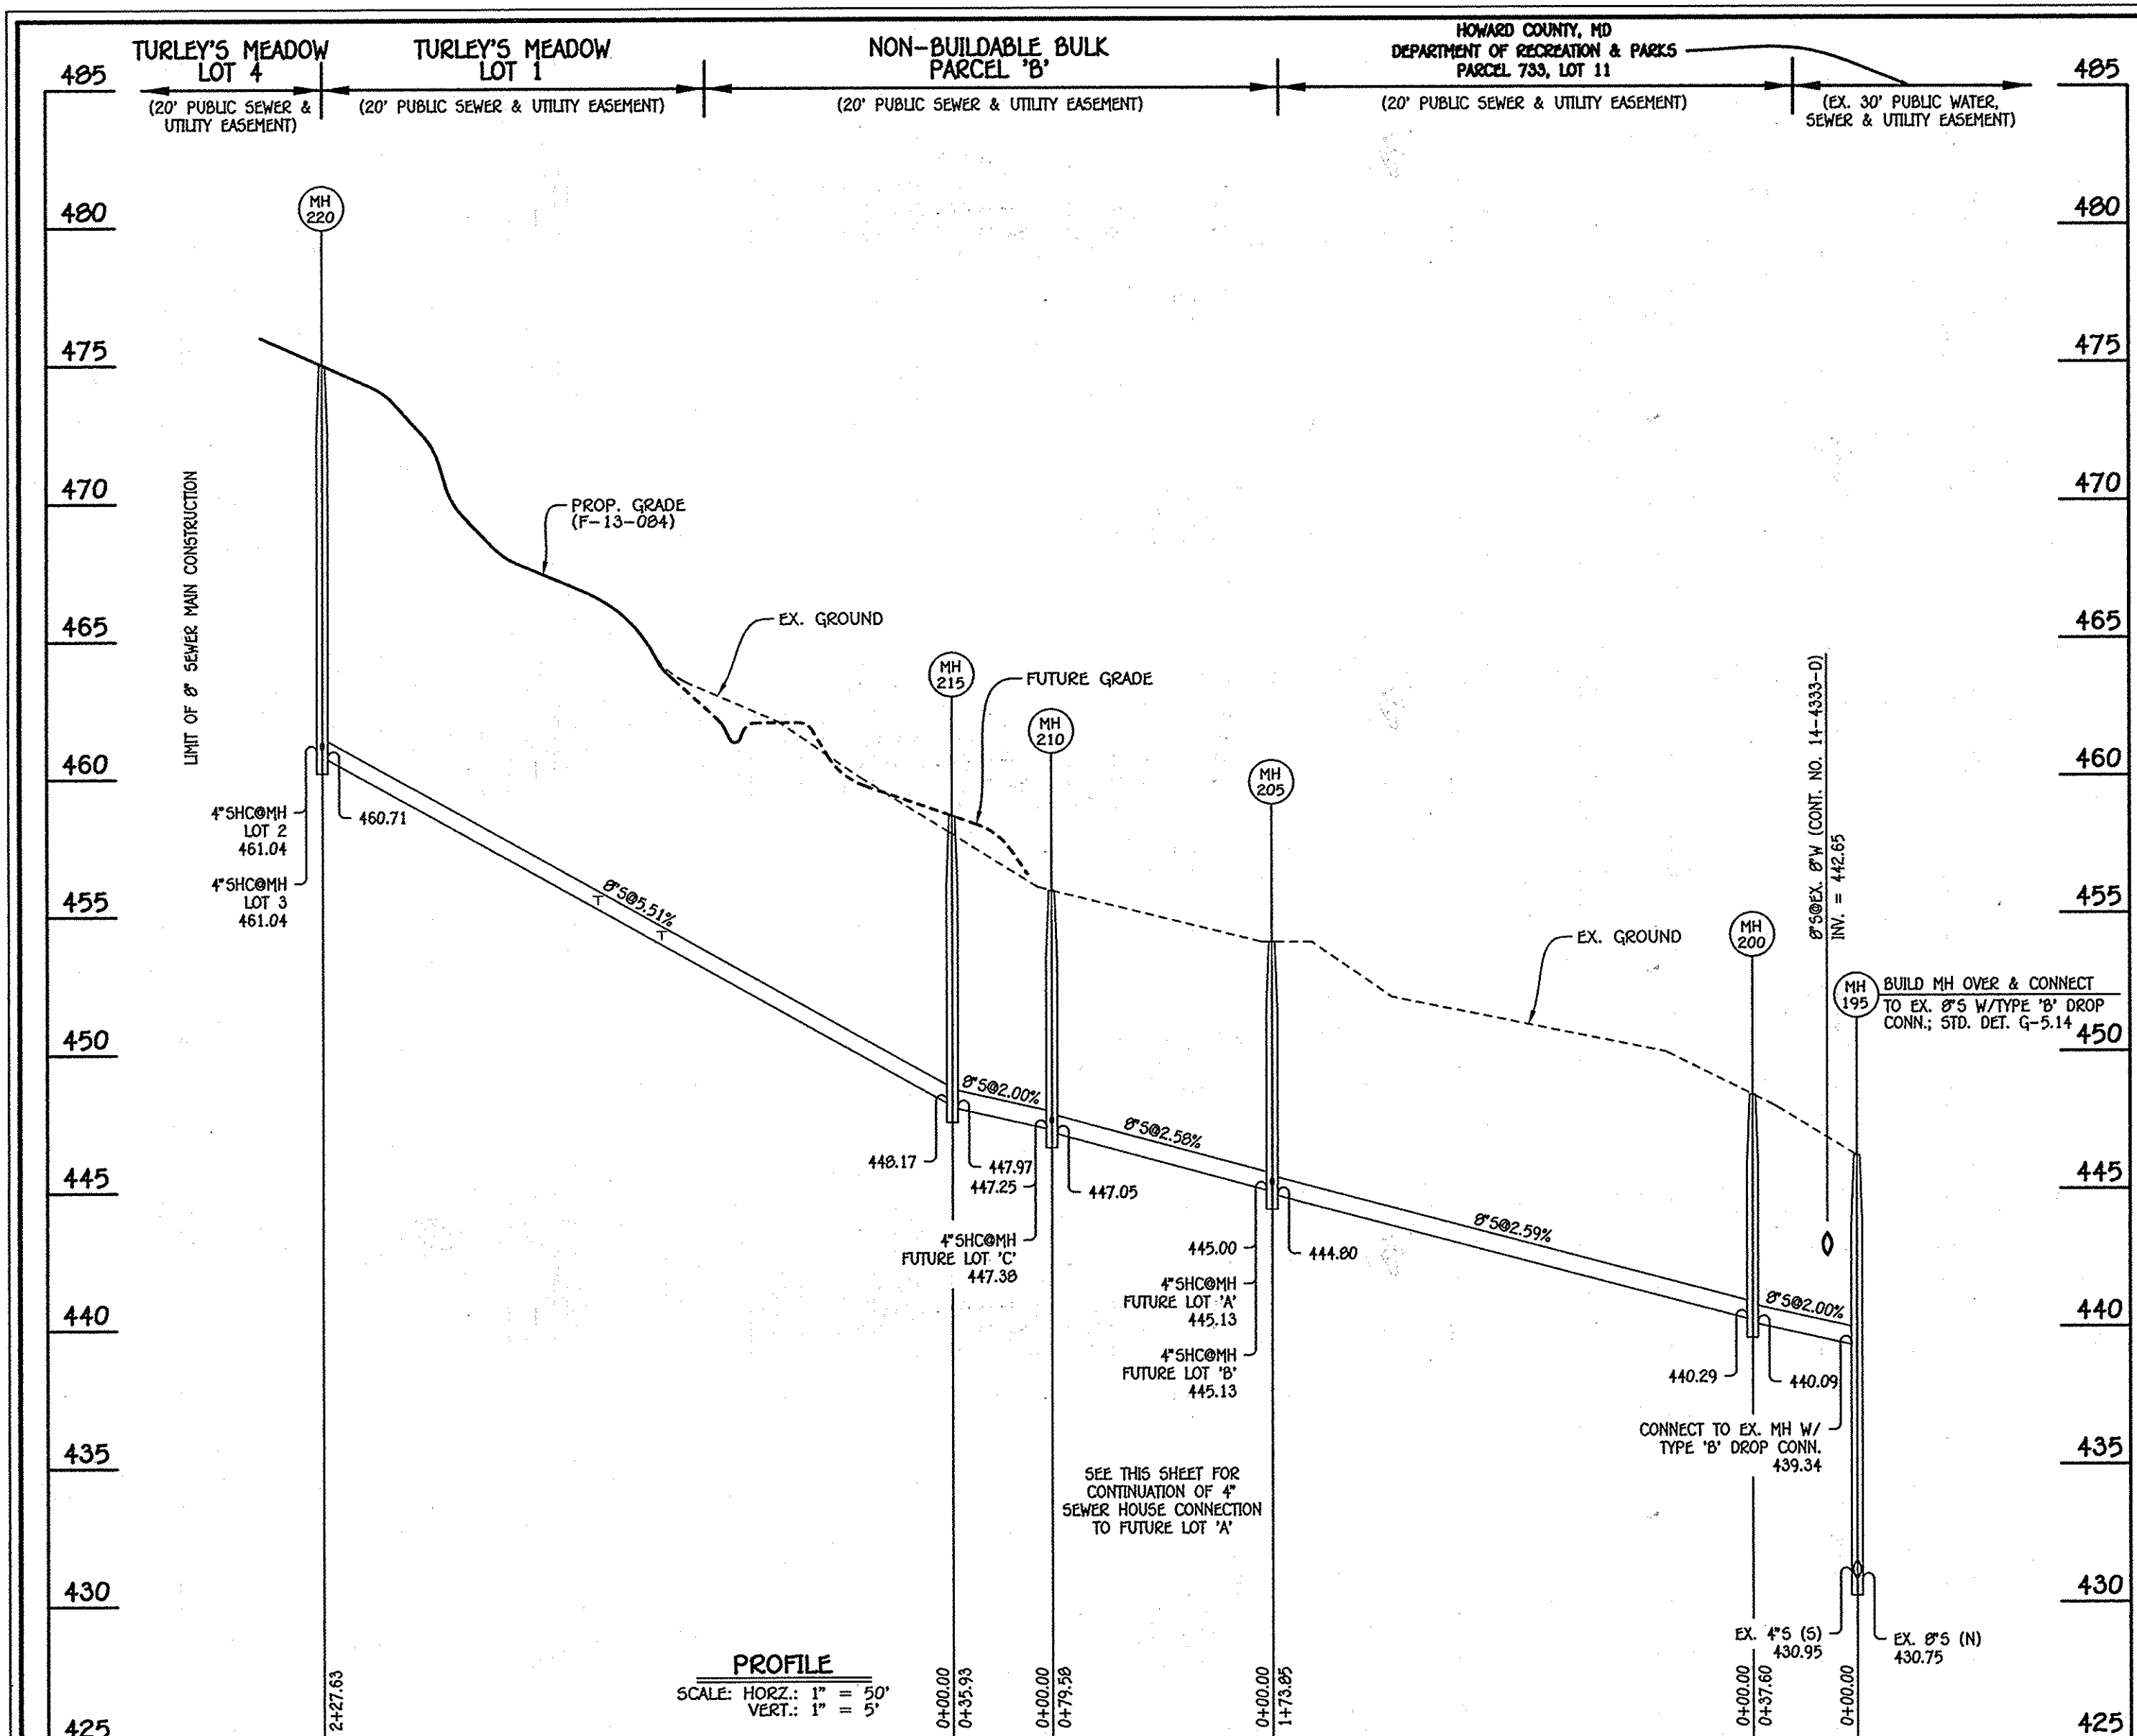 TURLEY'S MEADOW
LOT 4
TURLEY'S MEADOW
LOT 1
NON-BUILDABLE BULK
PARCEL 'B'
HOWARD COUNTY, MD
DEPARTMENT OF RECREATION & PARKS
PARCEL 733, LOT 11
485
485
(20' PUBLIC SEWER &
UTILITY EASEMENT)
(20' PUBLIC SEWER & UTILITY EASEMENT)
(20' PUBLIC SEWER & UTILITY EASEMENT)
(20' PUBLIC SEWER & UTILITY EASEMENT)
(EX. 30' PUBLIC WATER,
SEWER & UTILITY EASEMENT)
MH
220
480
480
475
475
470
470
LIMIT OF 8" SEWER MAIN CONSTRUCTION
PROP. GRADE
(F-13-084)
465
465
EX. GROUND
MH
215
FUTURE GRADE
MH
210
MH
205
460
460
8"S@EX. 8"W (CONT. NO. 14-4333-D)
INV. = 442.65
4"SHC@MH
LOT 2
461.04
460.71
4"SHC@MH
LOT 3
461.04
8"S@5.51%
455
455
EX. GROUND
MH
200
MH
195
BUILD MH OVER & CONNECT
TO EX. 8"S W/TYPE 'B' DROP
CONN.; STD. DET. G-5.14
450
450
8"S@2.00%
8"S@2.58%
448.17
447.97
447.25
447.05
445
445
4"SHC@MH
FUTURE LOT 'C'
447.38
8"S@2.59%
445.00
444.80
4"SHC@MH
FUTURE LOT 'A'
445.13
4"SHC@MH
FUTURE LOT 'B'
445.13
8"S@2.00%
440
440
440.29
440.09
CONNECT TO EX. MH W/
TYPE 'B' DROP CONN.
439.34
435
435
SEE THIS SHEET FOR
CONTINUATION OF 4"
SEWER HOUSE CONNECTION
TO FUTURE LOT 'A'
430
430
EX. 4"S (S)
430.95
EX. 8"S (N)
430.75
PROFILE
SCALE: HORZ.: 1" = 50'
VERT.: 1" = 5'
2+27.63
0+00.00
0+35.93
0+00.00
0+79.58
0+00.00
1+73.85
0+00.00
0+37.60
0+00.00
425
425